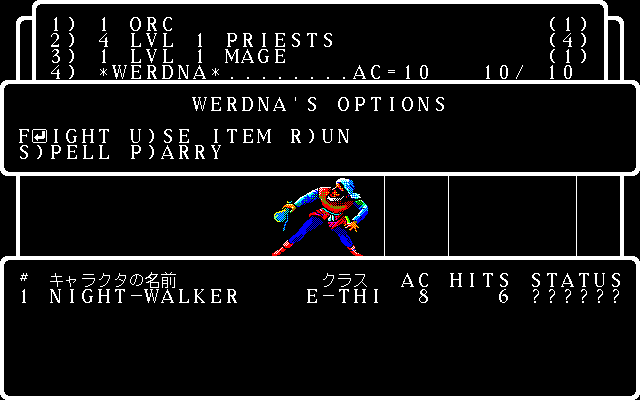 1) 1 ORC (1)
2) 4 LVL 1 PRIESTS (4)
3) 1 LVL 1 MAGE (1)
4) *WERDNA*........AC=10 10/ 10
WERDNA'S OPTIONS
F↵IGHT U)SE ITEM R)UN
S)PELL P)ARRY
# キャラクタの名前 クラス AC HITS STATUS
1 NIGHT-WALKER E-THI 8 6 ??????